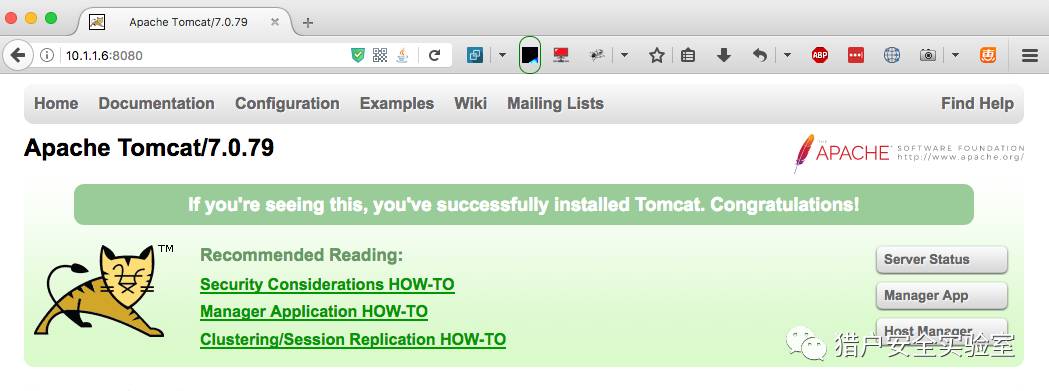 Apache Tomcat/7.0.79
10.1.1.6:8080
ABP
惠
Home Documentation Configuration Examples Wiki Mailing Lists Find Help
Apache Tomcat/7.0.79
THE APACHE SOFTWARE FOUNDATION
http://www.apache.org/
If you're seeing this, you've successfully installed Tomcat. Congratulations!
TM
Recommended Reading:
Security Considerations HOW-TO
Manager Application HOW-TO
Clustering/Session Replication HOW-TO
Server Status
Manager App
Host Manager
猎户安全实验室